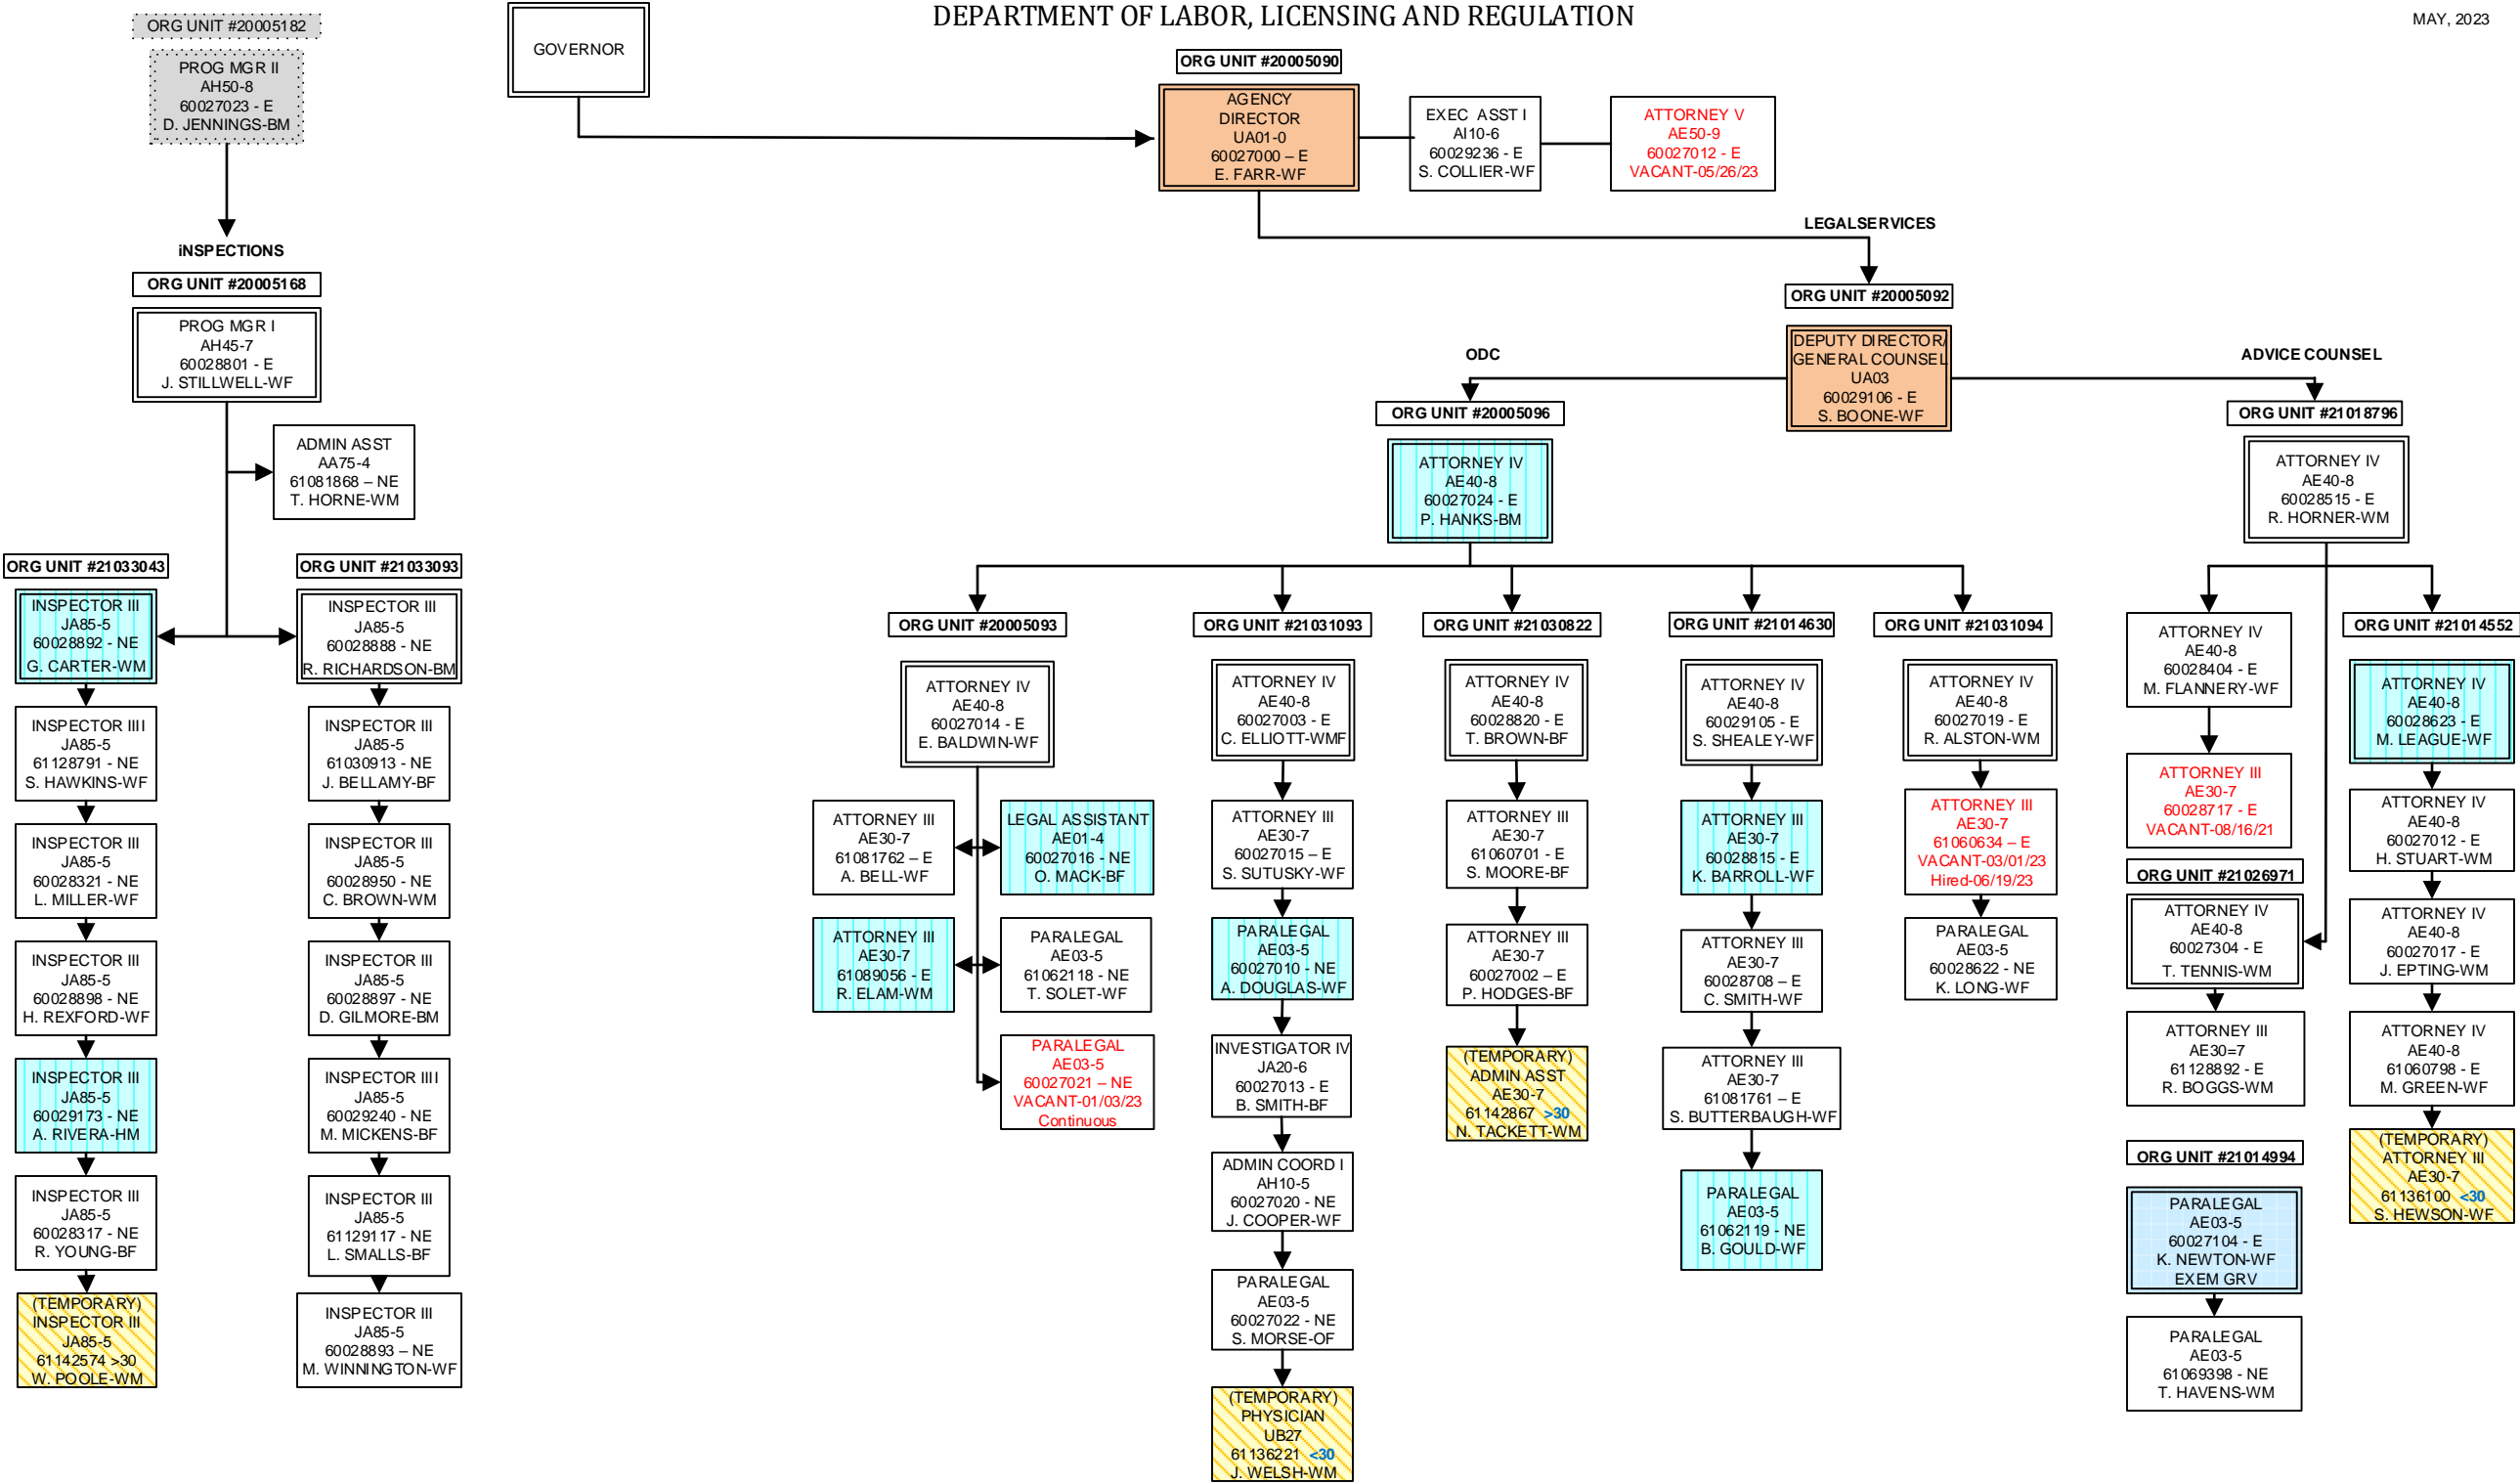 DEPARTMENT OF LABOR, LICENSING AND REGULATION
MAY, 2023
ORG UNIT #20005182
PROG MGR II
AH50-8
60027023 - E
D. JENNINGS-BM
GOVERNOR
ORG UNIT #20005090
AGENCY
DIRECTOR
UA01-0
60027000 – E
E. FARR-WF
EXEC ASST I
AI10-6
60029236 - E
S. COLLIER-WF
ATTORNEY V
AE50-9
60027012 - E
VACANT-05/26/23
iNSPECTIONS
ORG UNIT #20005168
PROG MGR I
AH45-7
60028801 - E
J. STILLWELL-WF
ADMIN ASST
AA75-4
61081868 – NE
T. HORNE-WM
ORG UNIT #21033043
INSPECTOR III
JA85-5
60028892 - NE
G. CARTER-WM
INSPECTOR IIII
JA85-5
61128791 - NE
S. HAWKINS-WF
INSPECTOR III
JA85-5
60028321 - NE
L. MILLER-WF
INSPECTOR III
JA85-5
60028898 - NE
H. REXFORD-WF
INSPECTOR III
JA85-5
60029173 - NE
A. RIVERA-HM
INSPECTOR III
JA85-5
60028317 - NE
R. YOUNG-BF
(TEMPORARY)
INSPECTOR III
JA85-5
61142574 >30
W. POOLE-WM
ORG UNIT #21033093
INSPECTOR III
JA85-5
60028888 - NE
R. RICHARDSON-BM
INSPECTOR III
JA85-5
61030913 - NE
J. BELLAMY-BF
INSPECTOR III
JA85-5
60028950 - NE
C. BROWN-WM
INSPECTOR III
JA85-5
60028897 - NE
D. GILMORE-BM
INSPECTOR IIII
JA85-5
60029240 - NE
M. MICKENS-BF
INSPECTOR III
JA85-5
61129117 - NE
L. SMALLS-BF
INSPECTOR III
JA85-5
60028893 – NE
M. WINNINGTON-WF
LEGALSERVICES
ORG UNIT #20005092
DEPUTY DIRECTOR/
GENERAL COUNSEL
UA03
60029106 - E
S. BOONE-WF
ODC
ORG UNIT #20005096
ATTORNEY IV
AE40-8
60027024 - E
P. HANKS-BM
ORG UNIT #20005093
ATTORNEY IV
AE40-8
60027014 - E
E. BALDWIN-WF
ATTORNEY III
AE30-7
61081762 – E
A. BELL-WF
LEGAL ASSISTANT
AE01-4
60027016 - NE
O. MACK-BF
ATTORNEY III
AE30-7
61089056 - E
R. ELAM-WM
PARALEGAL
AE03-5
61062118 - NE
T. SOLET-WF
PARALEGAL
AE03-5
60027021 – NE
VACANT-01/03/23
Continuous
ORG UNIT #21031093
ATTORNEY IV
AE40-8
60027003 - E
C. ELLIOTT-WMF
ATTORNEY III
AE30-7
60027015 – E
S. SUTUSKY-WF
PARALEGAL
AE03-5
60027010 - NE
A. DOUGLAS-WF
INVESTIGATOR IV
JA20-6
60027013 - E
B. SMITH-BF
ADMIN COORD I
AH10-5
60027020 - NE
J. COOPER-WF
PARALEGAL
AE03-5
60027022 - NE
S. MORSE-OF
(TEMPORARY)
PHYSICIAN
UB27
61136221 <30
J. WELSH-WM
ORG UNIT #21030822
ATTORNEY IV
AE40-8
60028820 – E
T. BROWN-BF
ATTORNEY III
AE30-7
61060701 - E
S. MOORE-BF
ATTORNEY III
AE30-7
60027002 – E
P. HODGES-BF
(TEMPORARY)
ADMIN ASST
AE30-7
61142867 >30
N. TACKETT-WM
ORG UNIT #21014630
ATTORNEY IV
AE40-8
60029105 - E
S. SHEALEY-WF
ATTORNEY III
AE30-7
60028815 - E
K. BARROLL-WF
ATTORNEY III
AE30-7
60028708 – E
C. SMITH-WF
ATTORNEY III
AE30-7
61081761 – E
S. BUTTERBAUGH-WF
PARALEGAL
AE03-5
61062119 - NE
B. GOULD-WF
ORG UNIT #21031094
ATTORNEY IV
AE40-8
60027019 - E
R. ALSTON-WM
ATTORNEY III
AE30-7
61060634 – E
VACANT-03/01/23
Hired-06/19/23
PARALEGAL
AE03-5
60028622 - NE
K. LONG-WF
ADVICE COUNSEL
ORG UNIT #21018796
ATTORNEY IV
AE40-8
60028515 - E
R. HORNER-WM
ATTORNEY IV
AE40-8
60028404 - E
M. FLANNERY-WF
ATTORNEY III
AE30-7
60028717 - E
VACANT-08/16/21
ORG UNIT #21026971
ATTORNEY IV
AE40-8
60027304 - E
T. TENNIS-WM
ATTORNEY III
AE30=7
61128892 – E
R. BOGGS-WM
ORG UNIT #21014994
PARALEGAL
AE03-5
60027104 - E
K. NEWTON-WF
EXEM GRV
PARALEGAL
AE03-5
61069398 - NE
T. HAVENS-WM
ORG UNIT #21014552
ATTORNEY IV
AE40-8
60028623 - E
M. LEAGUE-WF
ATTORNEY IV
AE40-8
60027012 - E
H. STUART-WM
ATTORNEY IV
AE40-8
60027017 - E
J. EPTING-WM
ATTORNEY IV
AE40-8
61060798 – E
M. GREEN-WF
(TEMPORARY)
ATTORNEY III
AE30-7
61136100 <30
S. HEWSON-WF